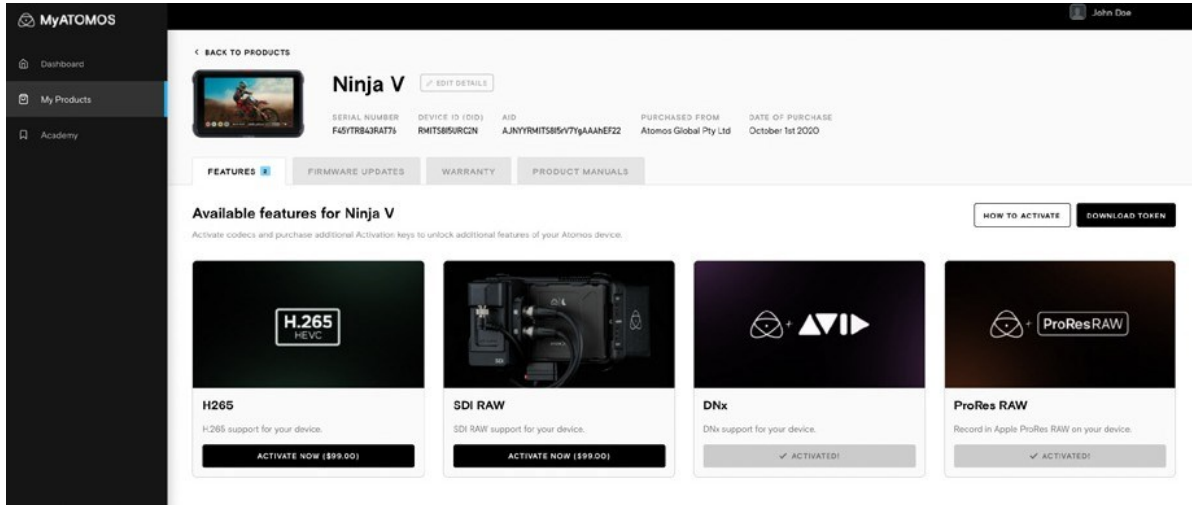 MyATOMOS
John Doe
Dashboard
My Products
Academy
< BACK TO PRODUCTS
Ninja V
EDIT DETAILS
SERIAL NUMBER
F45YTRB43RAT76
DEVICE ID (DID)
RMITS8I5URC2N
AID
AJNYYRMITS8I5rV7YgAAAhEF22
PURCHASED FROM
Atomos Global Pty Ltd
DATE OF PURCHASE
October 1st 2020
FEATURES 2
FIRMWARE UPDATES
WARRANTY
PRODUCT MANUALS
Available features for Ninja V
Activate codecs and purchase additional Activation keys to unlock additional features of your Atomos device.
HOW TO ACTIVATE
DOWNLOAD TOKEN
H.265
HEVC
H265
H.265 support for your device.
ACTIVATE NOW ($99.00)
SDI
SDI RAW
SDI RAW support for your device.
ACTIVATE NOW ($99.00)
+ AVID
DNx
DNx support for your device.
✓ ACTIVATED!
+ ProRes RAW
ProRes RAW
Record in Apple ProRes RAW on your device.
✓ ACTIVATED!